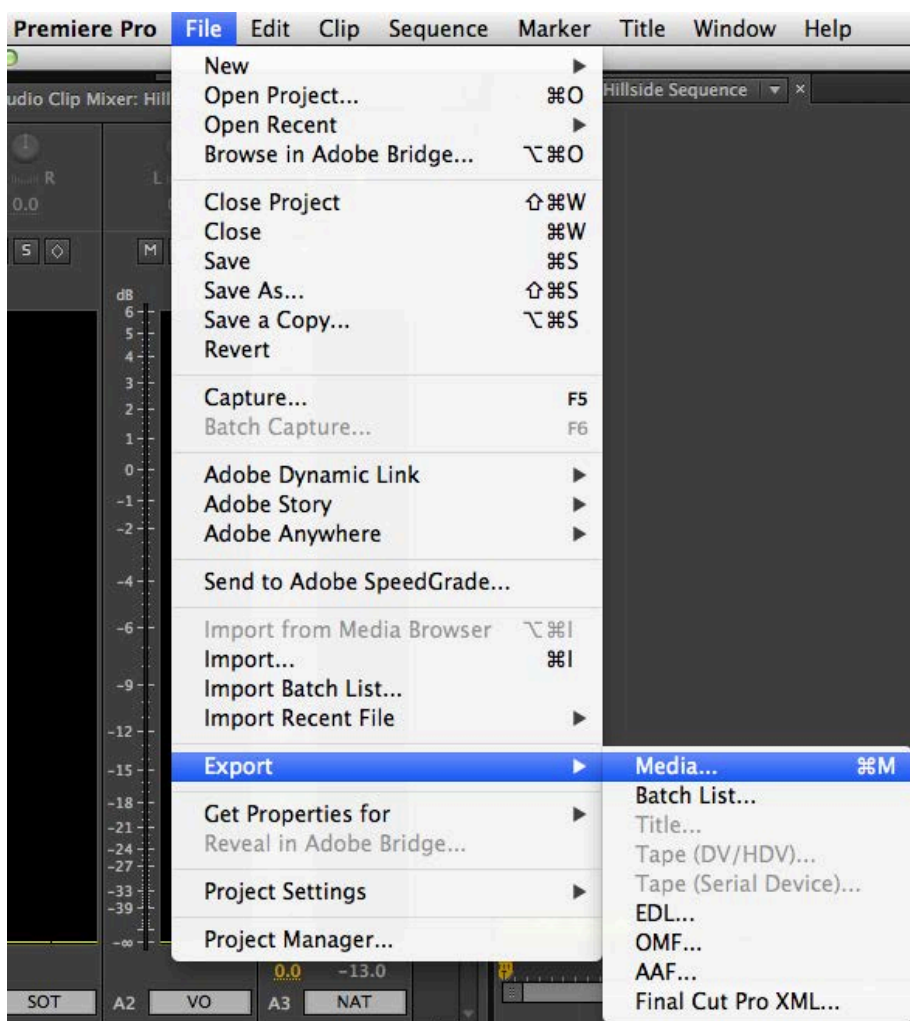 Premiere Pro File Edit Clip Sequence Marker Title Window Help
udio Clip Mixer: Hill
Hillside Sequence
New
Open Project... ⌘O
Open Recent
Browse in Adobe Bridge... ⌥⌘O
Close Project ⇧⌘W
Close ⌘W
Save ⌘S
Save As... ⇧⌘S
Save a Copy... ⌥⌘S
Revert
Capture... F5
Batch Capture... F6
Adobe Dynamic Link
Adobe Story
Adobe Anywhere
Send to Adobe SpeedGrade...
Import from Media Browser ⌥⌘I
Import... ⌘I
Import Batch List...
Import Recent File
Export
Get Properties for
Reveal in Adobe Bridge...
Project Settings
Project Manager...
Media... ⌘M
Batch List...
Title...
Tape (DV/HDV)...
Tape (Serial Device)...
EDL...
OMF...
AAF...
Final Cut Pro XML...
R L
0.0
S M
dB
6
5
4
3
2
1
0
-1
-2
-4
-6
-9
-12
-15
-18
-21
-24
-27
-33
-39
-∞
0.0 -13.0
SOT A2 VO A3 NAT